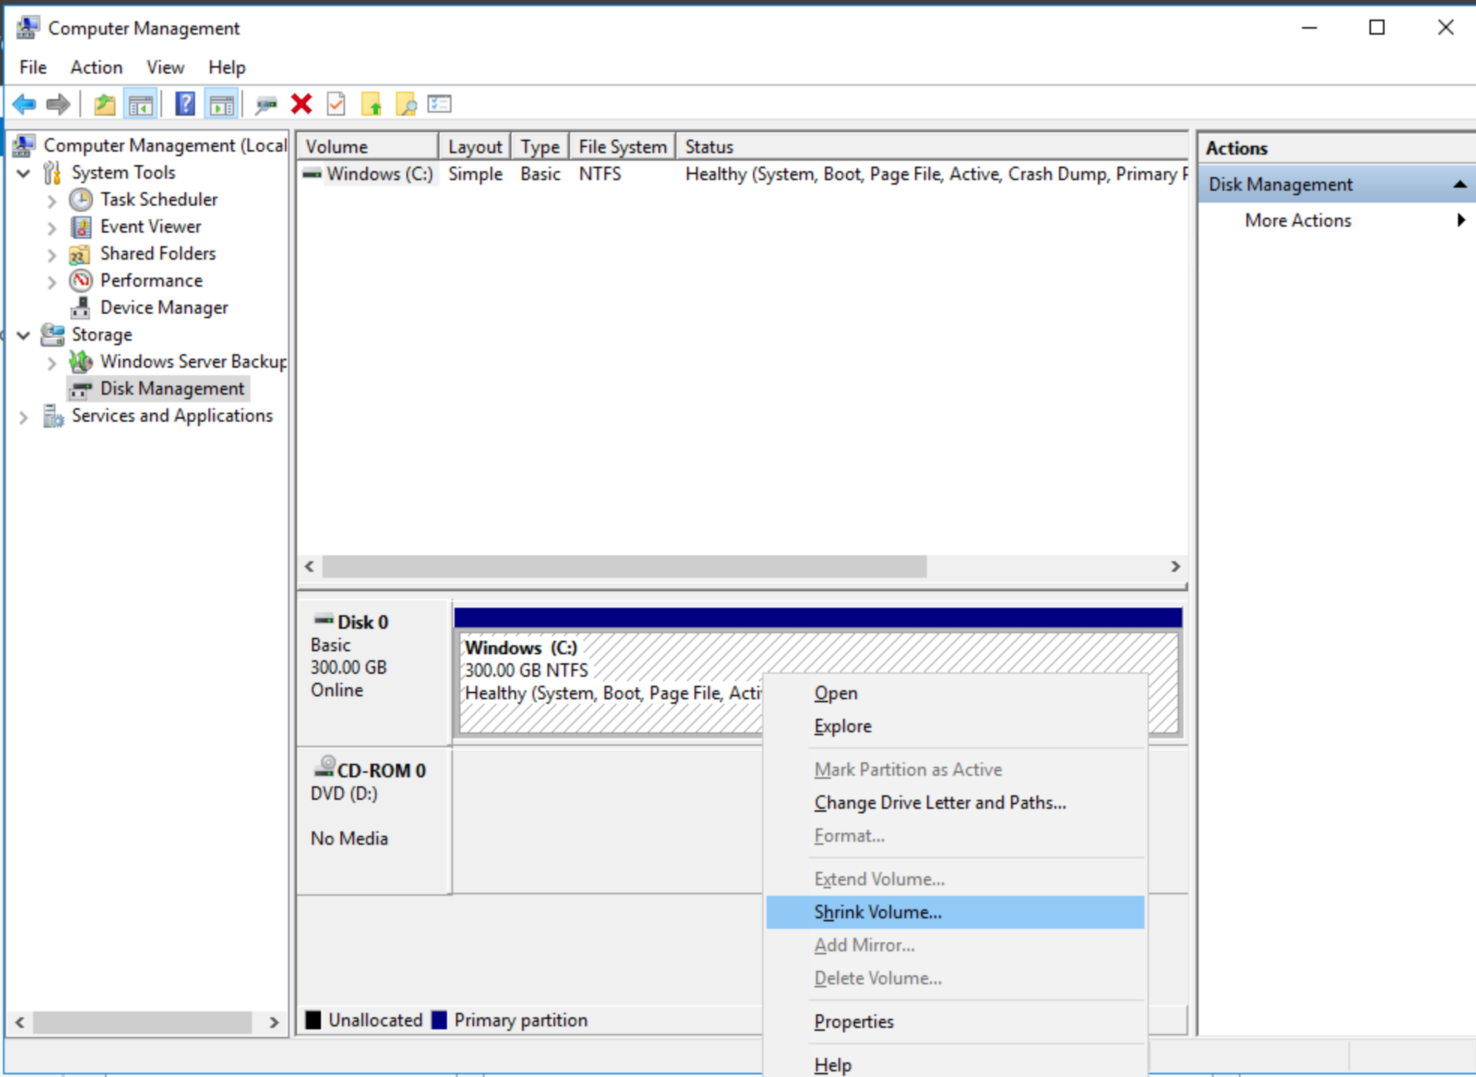 Computer Management
File Action View Help
Computer Management (Local
System Tools
Task Scheduler
Event Viewer
Shared Folders
Performance
Device Manager
Storage
Windows Server Backup
Disk Management
Services and Applications
Volume Layout Type File System Status
Windows (C:) Simple Basic NTFS Healthy (System, Boot, Page File, Active, Crash Dump, Primary P
Actions
Disk Management
More Actions
Disk 0
Basic
300.00 GB
Online
Windows (C:)
300.00 GB NTFS
Healthy (System, Boot, Page File, Acti
CD-ROM 0
DVD (D:)
No Media
Open
Explore
Mark Partition as Active
Change Drive Letter and Paths...
Format...
Extend Volume...
Shrink Volume...
Add Mirror...
Delete Volume...
Properties
Help
Unallocated Primary partition